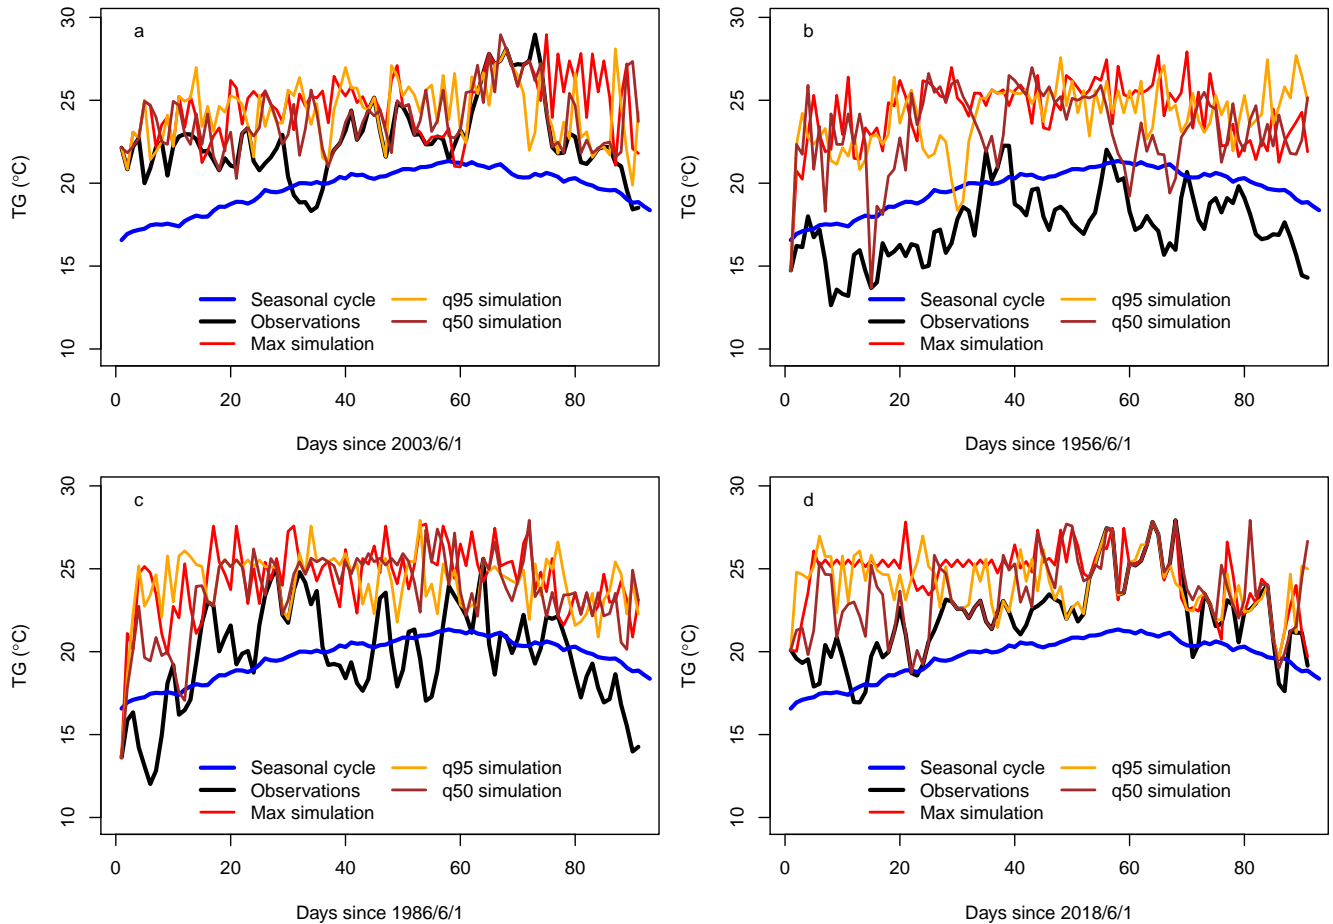 a
TG (°C)
30
25
20
15
10
Seasonal cycle
Observations
Max simulation
q95 simulation
q50 simulation
0 20 40 60 80
Days since 2003/6/1
b
TG (°C)
30
25
20
15
10
Seasonal cycle
Observations
Max simulation
q95 simulation
q50 simulation
0 20 40 60 80
Days since 1956/6/1
c
TG (°C)
30
25
20
15
10
Seasonal cycle
Observations
Max simulation
q95 simulation
q50 simulation
0 20 40 60 80
Days since 1986/6/1
d
TG (°C)
30
25
20
15
10
Seasonal cycle
Observations
Max simulation
q95 simulation
q50 simulation
0 20 40 60 80
Days since 2018/6/1